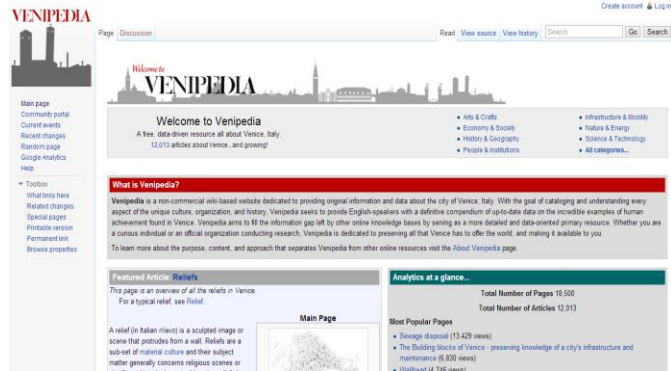 Create account Log in
VENIPEDIA
Page Discussion
Read View source View history Search Go Search
Welcome to
VENIPEDIA
Main page
Community portal
Current events
Recent changes
Random page
Google Analytics
Help
Toolbox
What links here
Related changes
Special pages
Printable version
Permanent link
Browse properties
Welcome to Venipedia
A free, data-driven resource all about Venice, Italy.
12,013 articles about Venice...and growing!
Arts & Crafts
Economy & Society
History & Geography
People & Institutions
Infrastructure & Mobility
Nature & Energy
Science & Technology
All categories...
What is Venipedia?
Venipedia is a non-commercial wiki-based website dedicated to providing original information and data about the city of Venice, Italy. With the goal of cataloging and understanding every
aspect of the unique culture, organization, and history, Venipedia seeks to provide English-speakers with a definitive compendium of up-to-date data on the incredible examples of human
achievement found in Venice. Venipedia aims to fill the information gap left by other online knowledge bases by serving as a more detailed and data-oriented primary resource. Whether you are
a curious individual or an official organization conducting research, Venipedia is dedicated to preserving all that Venice has to offer the world, and making it available to you.
To learn more about the purpose, content, and approach that separates Venipedia from other online resources visit the About Venipedia page.
Featured Article: Reliefs
This page is an overview of all the reliefs in Venice.
For a typical relief, see Relief.
A relief (in Italian rilievo) is a sculpted image or
scene that protrudes from a wall. Reliefs are a
sub-set of material culture and their subject
matter generally concerns religious scenes or
Main Page
Analytics at a glance...
Total Number of Pages 18,500
Total Number of Articles 12,013
Most Popular Pages
Sewage disposal (13,429 views)
The Building blocks of Venice - preserving knowledge of a city's infrastructure and
maintenance (6,830 views)
Wellhead (4,746 views)